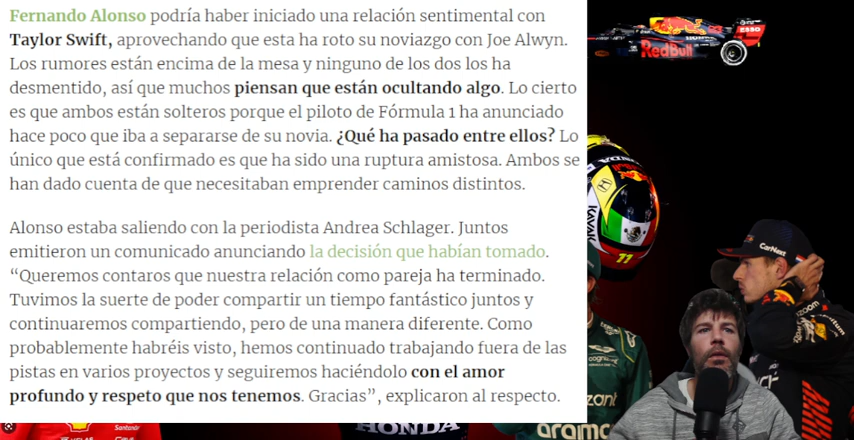 Fernando Alonso podría haber iniciado una relación sentimental con
Taylor Swift, aprovechando que esta ha roto su noviazgo con Joe Alwyn.
Los rumores están encima de la mesa y ninguno de los dos los ha
desmentido, así que muchos piensan que están ocultando algo. Lo cierto
es que ambos están solteros porque el piloto de Fórmula 1 ha anunciado
hace poco que iba a separarse de su novia. ¿Qué ha pasado entre ellos? Lo
único que está confirmado es que ha sido una ruptura amistosa. Ambos se
han dado cuenta de que necesitaban emprender caminos distintos.
Alonso estaba saliendo con la periodista Andrea Schlager. Juntos
emitieron un comunicado anunciando la decisión que habían tomado.
“Queremos contaros que nuestra relación como pareja ha terminado.
Tuvimos la suerte de poder compartir un tiempo fantástico juntos y
continuaremos compartiendo, pero de una manera diferente. Como
probablemente habréis visto, hemos continuado trabajando fuera de las
pistas en varios proyectos y seguiremos haciéndolo con el amor
profundo y respeto que nos tenemos. Gracias”, explicaron al respecto.
Red Bull
HONDA
KAVAK
11
CarNext
cognizant
aramco
HONDA
Santander